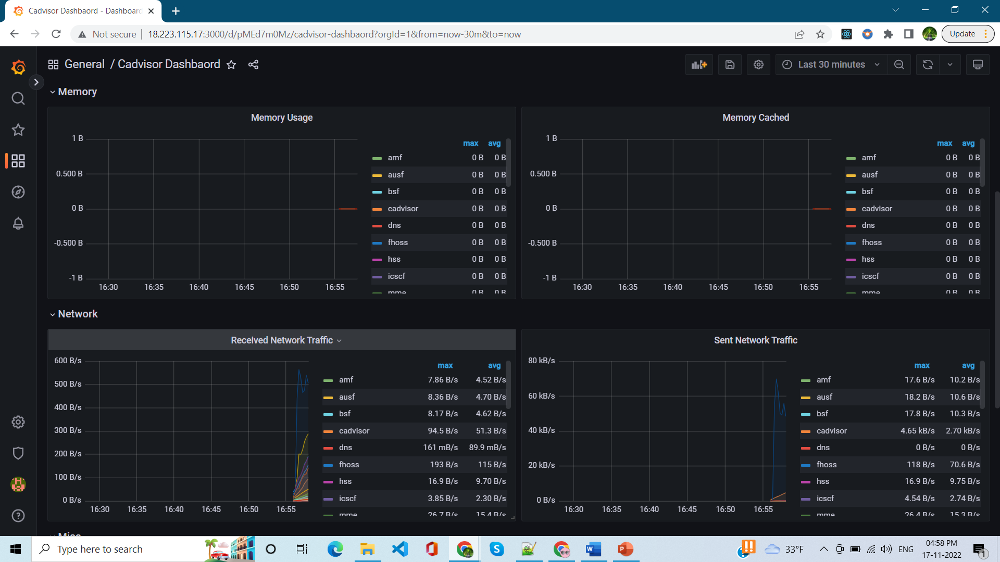 Cadvisor Dashbaord - Dashboard
Not secure | 18.223.115.17:3000/d/pMEd7m0Mz/cadvisor-dashbaord?orgId=1&from=now-30m&to=now
Update
General / Cadvisor Dashbaord
Last 30 minutes
Memory
Memory Usage
1 B
0.500 B
0 B
-0.500 B
-1 B
16:30 16:35 16:40 16:45 16:50 16:55
max avg
amf 0 B 0 B
ausf 0 B 0 B
bsf 0 B 0 B
cadvisor 0 B 0 B
dns 0 B 0 B
fhoss 0 B 0 B
hss 0 B 0 B
icscf 0 B 0 B
mme 0 B 0 B
Memory Cached
1 B
0.500 B
0 B
-0.500 B
-1 B
16:30 16:35 16:40 16:45 16:50 16:55
max avg
amf 0 B 0 B
ausf 0 B 0 B
bsf 0 B 0 B
cadvisor 0 B 0 B
dns 0 B 0 B
fhoss 0 B 0 B
hss 0 B 0 B
icscf 0 B 0 B
mme 0 B 0 B
Network
Received Network Traffic
600 B/s
500 B/s
400 B/s
300 B/s
200 B/s
100 B/s
0 B/s
16:30 16:35 16:40 16:45 16:50 16:55
max avg
amf 7.86 B/s 4.52 B/s
ausf 8.36 B/s 4.70 B/s
bsf 8.17 B/s 4.62 B/s
cadvisor 94.5 B/s 51.3 B/s
dns 161 mB/s 89.9 mB/s
fhoss 193 B/s 115 B/s
hss 16.9 B/s 9.70 B/s
icscf 3.85 B/s 2.30 B/s
mme 26.7 B/s 15.4 B/s
Sent Network Traffic
80 kB/s
60 kB/s
40 kB/s
20 kB/s
0 B/s
16:30 16:35 16:40 16:45 16:50 16:55
max avg
amf 17.6 B/s 10.2 B/s
ausf 18.2 B/s 10.6 B/s
bsf 17.8 B/s 10.3 B/s
cadvisor 4.65 kB/s 2.70 kB/s
dns 0 B/s 0 B/s
fhoss 118 B/s 70.6 B/s
hss 16.9 B/s 9.75 B/s
icscf 4.54 B/s 2.74 B/s
mme 26.4 B/s 15.3 B/s
Misc
Type here to search
33°F
ENG
04:58 PM
17-11-2022
1